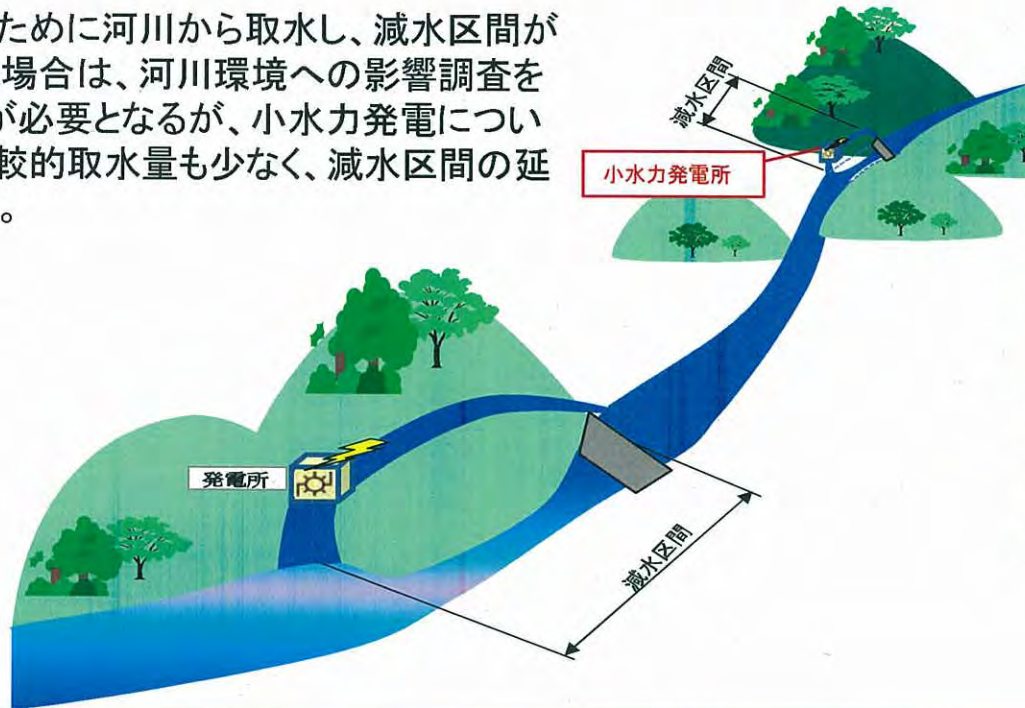 ために河川から取水し、減水区間が
場合は、河川環境への影響調査を
が必要となるが、小水力発電につい
較的取水量も少なく、減水区間の延
。
減水区間
小水力発電所
発電所
減水区間